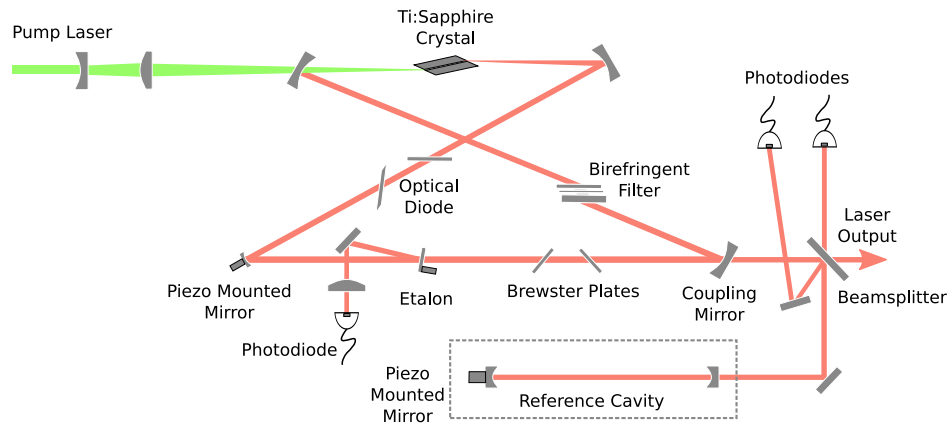 Pump Laser
Ti:Sapphire
Crystal
Photodiodes
Optical
Diode
Birefringent
Filter
Laser
Output
Piezo Mounted
Mirror
Etalon
Brewster Plates
Coupling
Mirror
Beamsplitter
Photodiode
Piezo
Mounted
Mirror
Reference Cavity